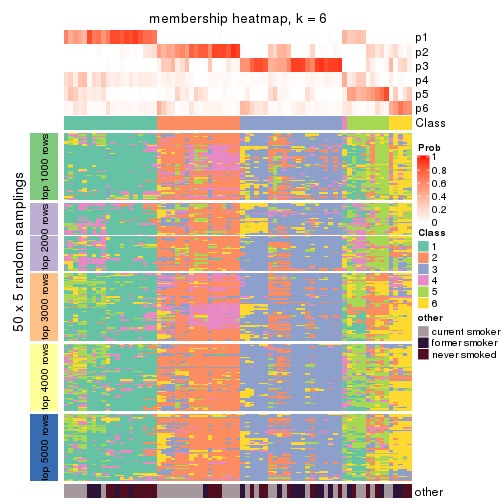 membership heatmap, k = 6
p1
p2
p3
p4
p5
p6
Class
50 x 5 random samplings
top 1000 rows
top 2000 rows
top 3000 rows
top 4000 rows
top 5000 rows
other
Prob
1
0.8
0.6
0.4
0.2
0
Class
1
2
3
4
5
6
other
current smoker
former smoker
never smoked